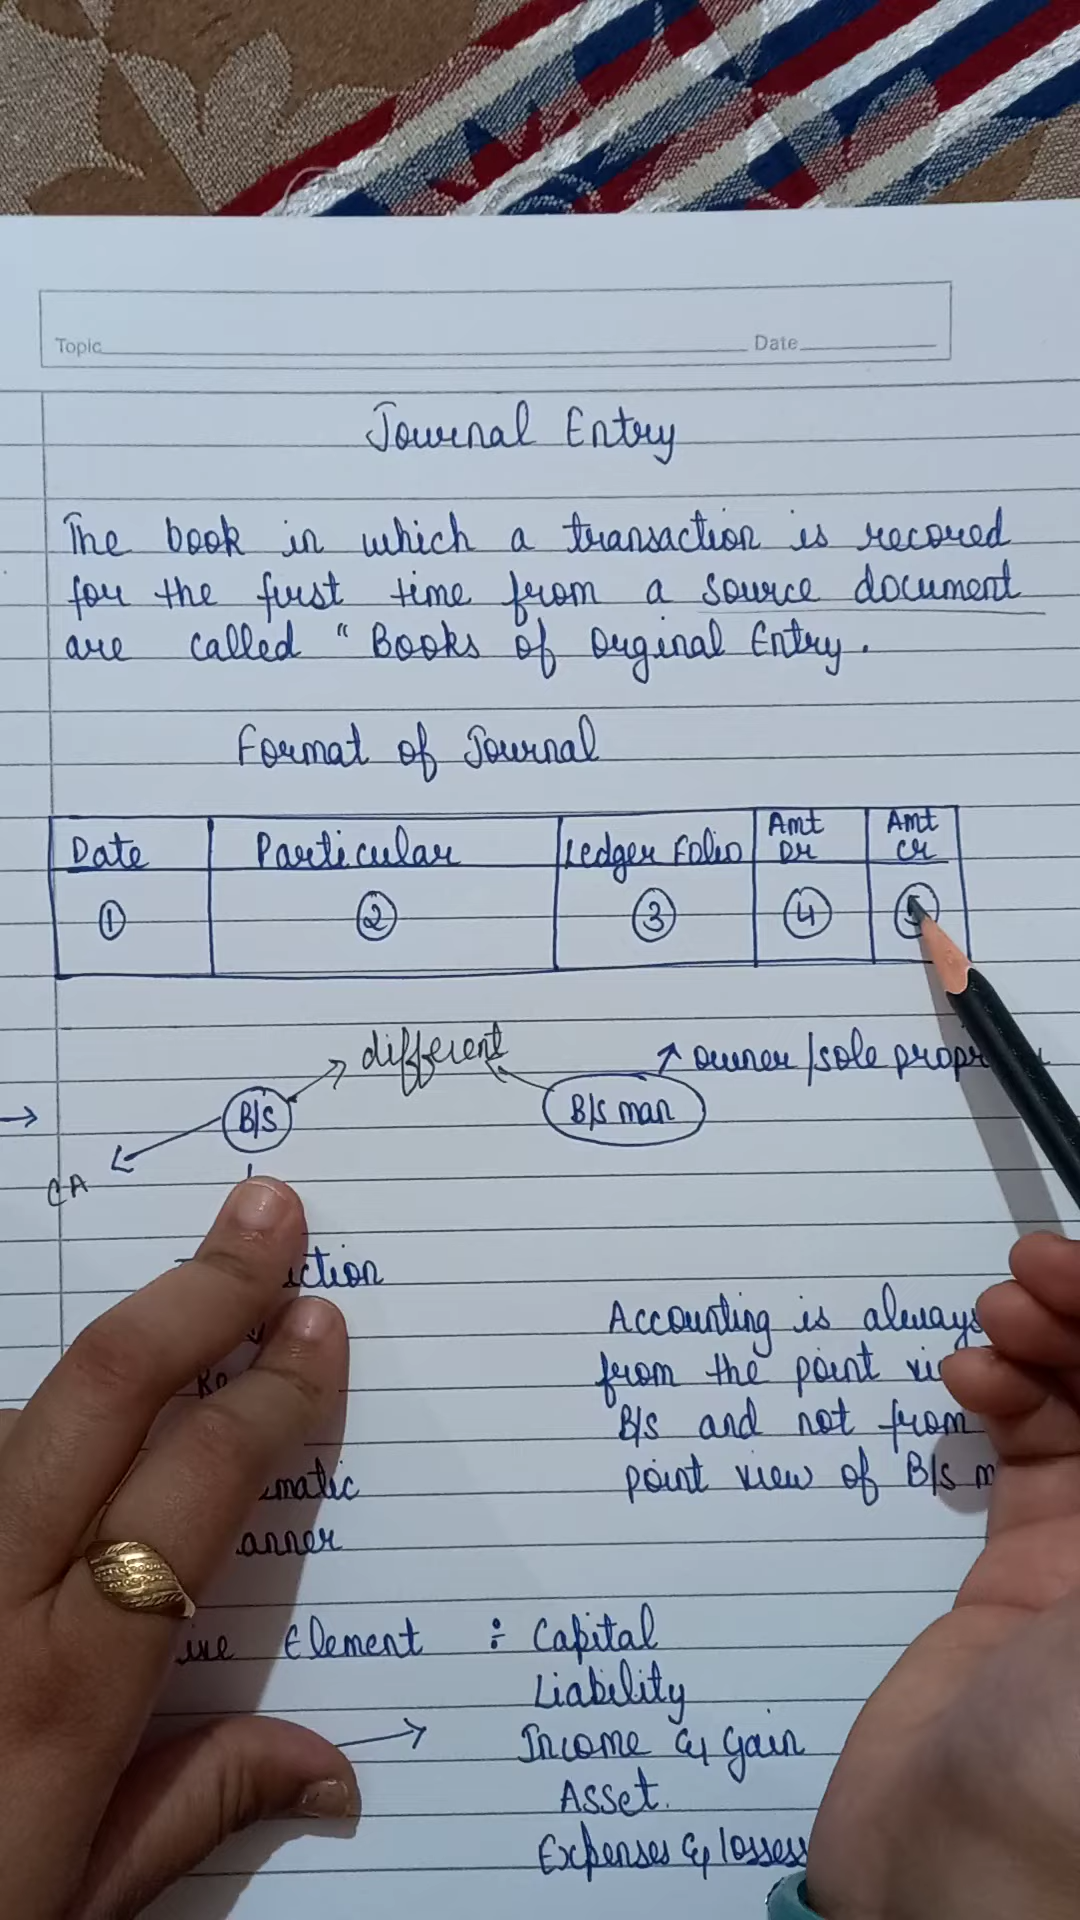 Topic Date
Journal Entry
The book in which a transaction is recored
for the first time from a source document
are called " Books of Orginal Entry.
Format of Journal
Date Particular Ledger Folio Amt Dr Amt Cr
1 2 3 4 5
different ↑ owner/sole
→ B/S B/S man
CA
Accounting is always
from the point
B/S and not from
point view of B/S
Element : Capital
Liability
→ Income & Gain
Asset.
Expenses & lossess